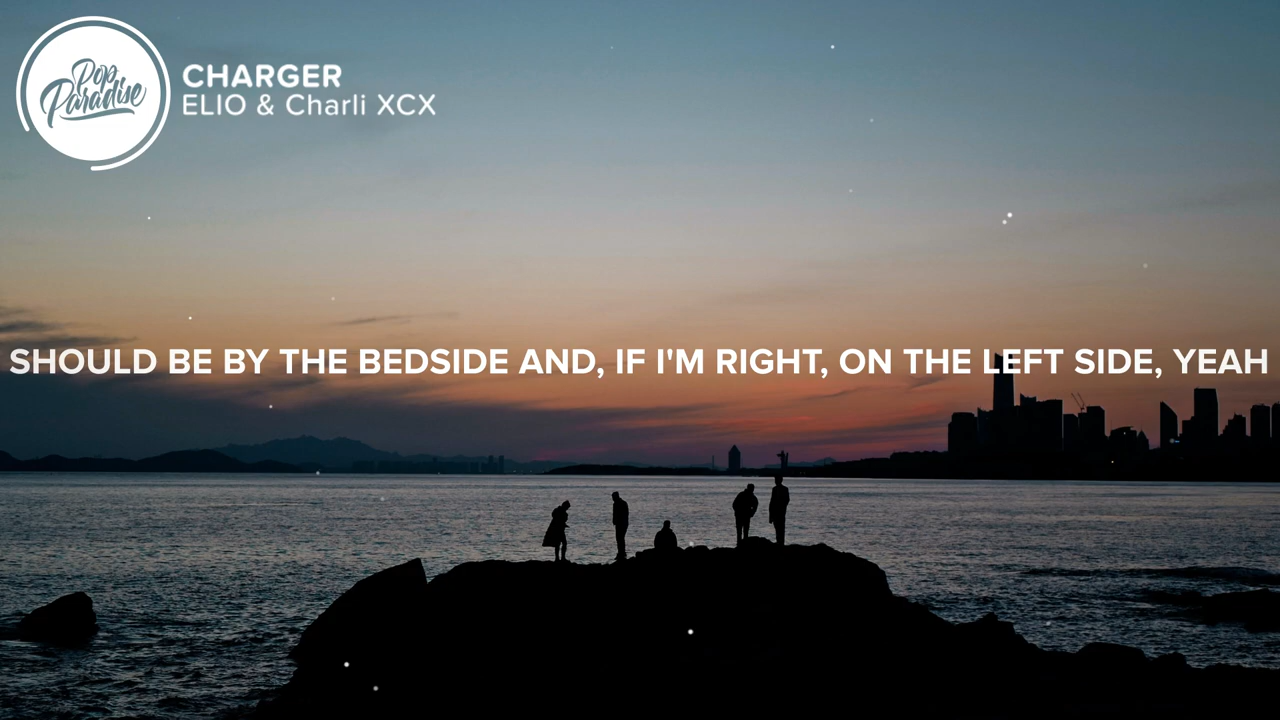 Pop
Paradise
CHARGER
ELIO & Charli XCX
SHOULD BE BY THE BEDSIDE AND, IF I'M RIGHT, ON THE LEFT SIDE, YEAH